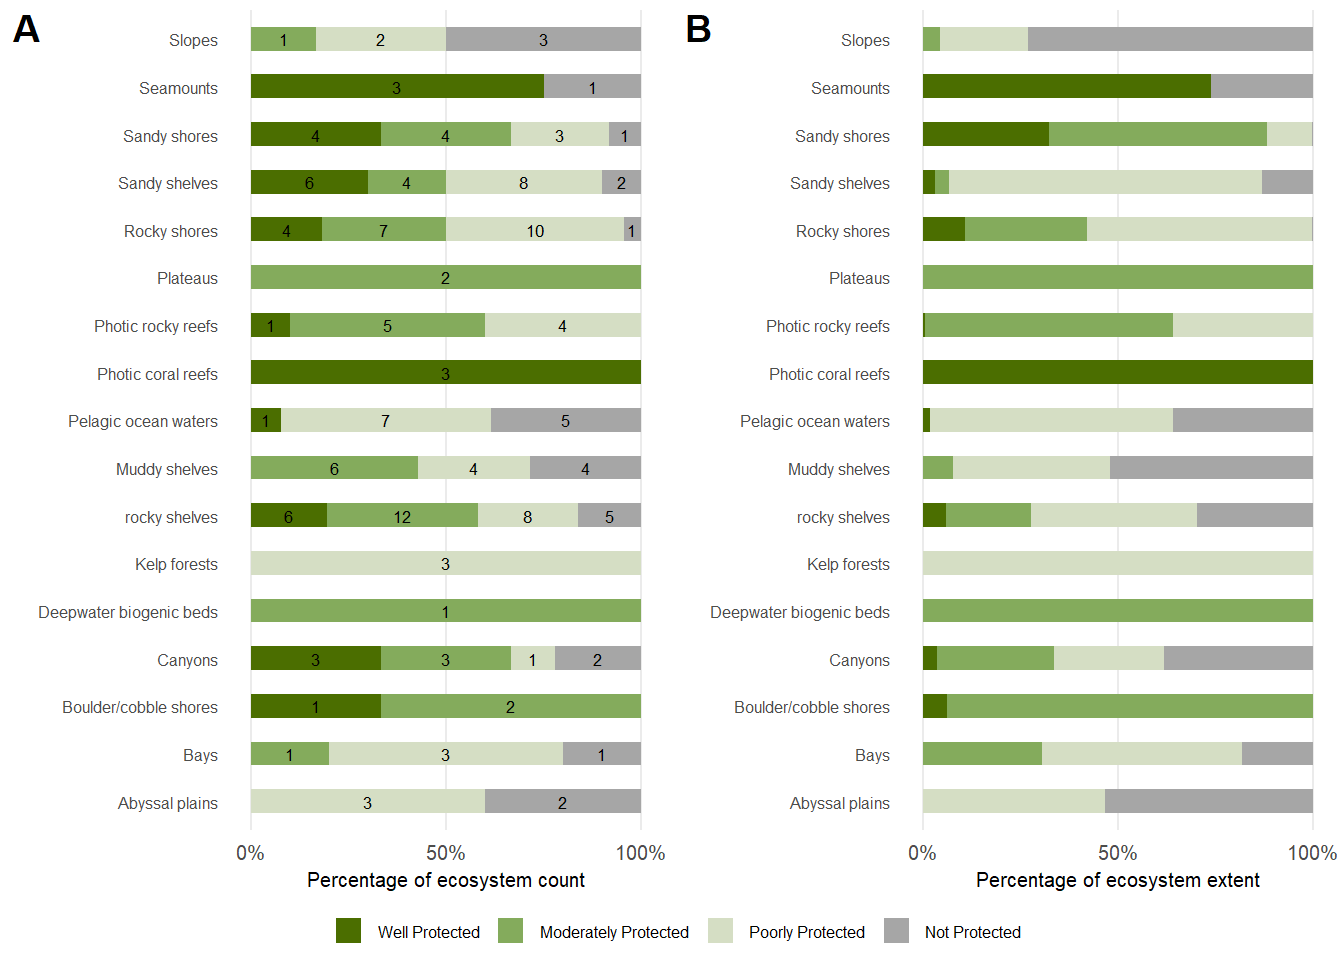 A
B
Slopes 1 2 3
Slopes
Seamounts 3 1
Seamounts
Sandy shores 4 4 3 1
Sandy shores
Sandy shelves 6 4 8 2
Sandy shelves
Rocky shores 4 7 10 1
Rocky shores
Plateaus 2
Plateaus
Photic rocky reefs 1 5 4
Photic rocky reefs
Photic coral reefs 3
Photic coral reefs
Pelagic ocean waters 1 7 5
Pelagic ocean waters
Muddy shelves 6 4 4
Muddy shelves
rocky shelves 6 12 8 5
rocky shelves
Kelp forests 3
Kelp forests
Deepwater biogenic beds 1
Deepwater biogenic beds
Canyons 3 3 1 2
Canyons
Boulder/cobble shores 1 2
Boulder/cobble shores
Bays 1 3 1
Bays
Abyssal plains 3 2
Abyssal plains
0% 50% 100%
0% 50% 100%
Percentage of ecosystem count
Percentage of ecosystem extent
Well Protected Moderately Protected Poorly Protected Not Protected